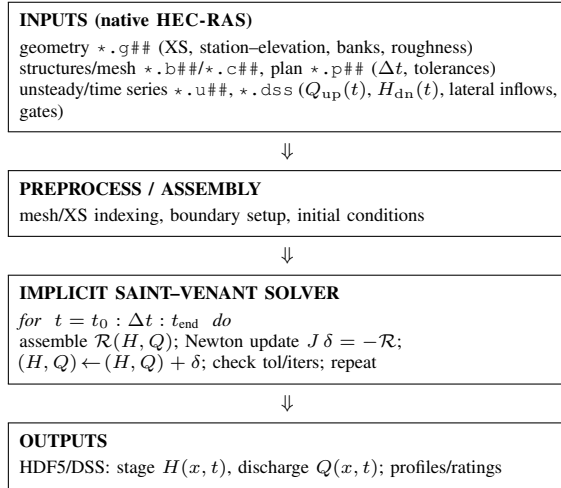 INPUTS (native HEC-RAS)
geometry *.g## (XS, station–elevation, banks, roughness)
structures/mesh *.b##/*.c##, plan *.p## (Δt, tolerances)
unsteady/time series *.u##, *.dss (Q_up(t), H_dn(t), lateral inflows,
gates)
⇓
PREPROCESS / ASSEMBLY
mesh/XS indexing, boundary setup, initial conditions
⇓
IMPLICIT SAINT–VENANT SOLVER
for t = t₀ : Δt : t_end do
assemble ℛ(H, Q); Newton update J δ = −ℛ;
(H, Q) ← (H, Q) + δ; check tol/iters; repeat
⇓
OUTPUTS
HDF5/DSS: stage H(x, t), discharge Q(x, t); profiles/ratings